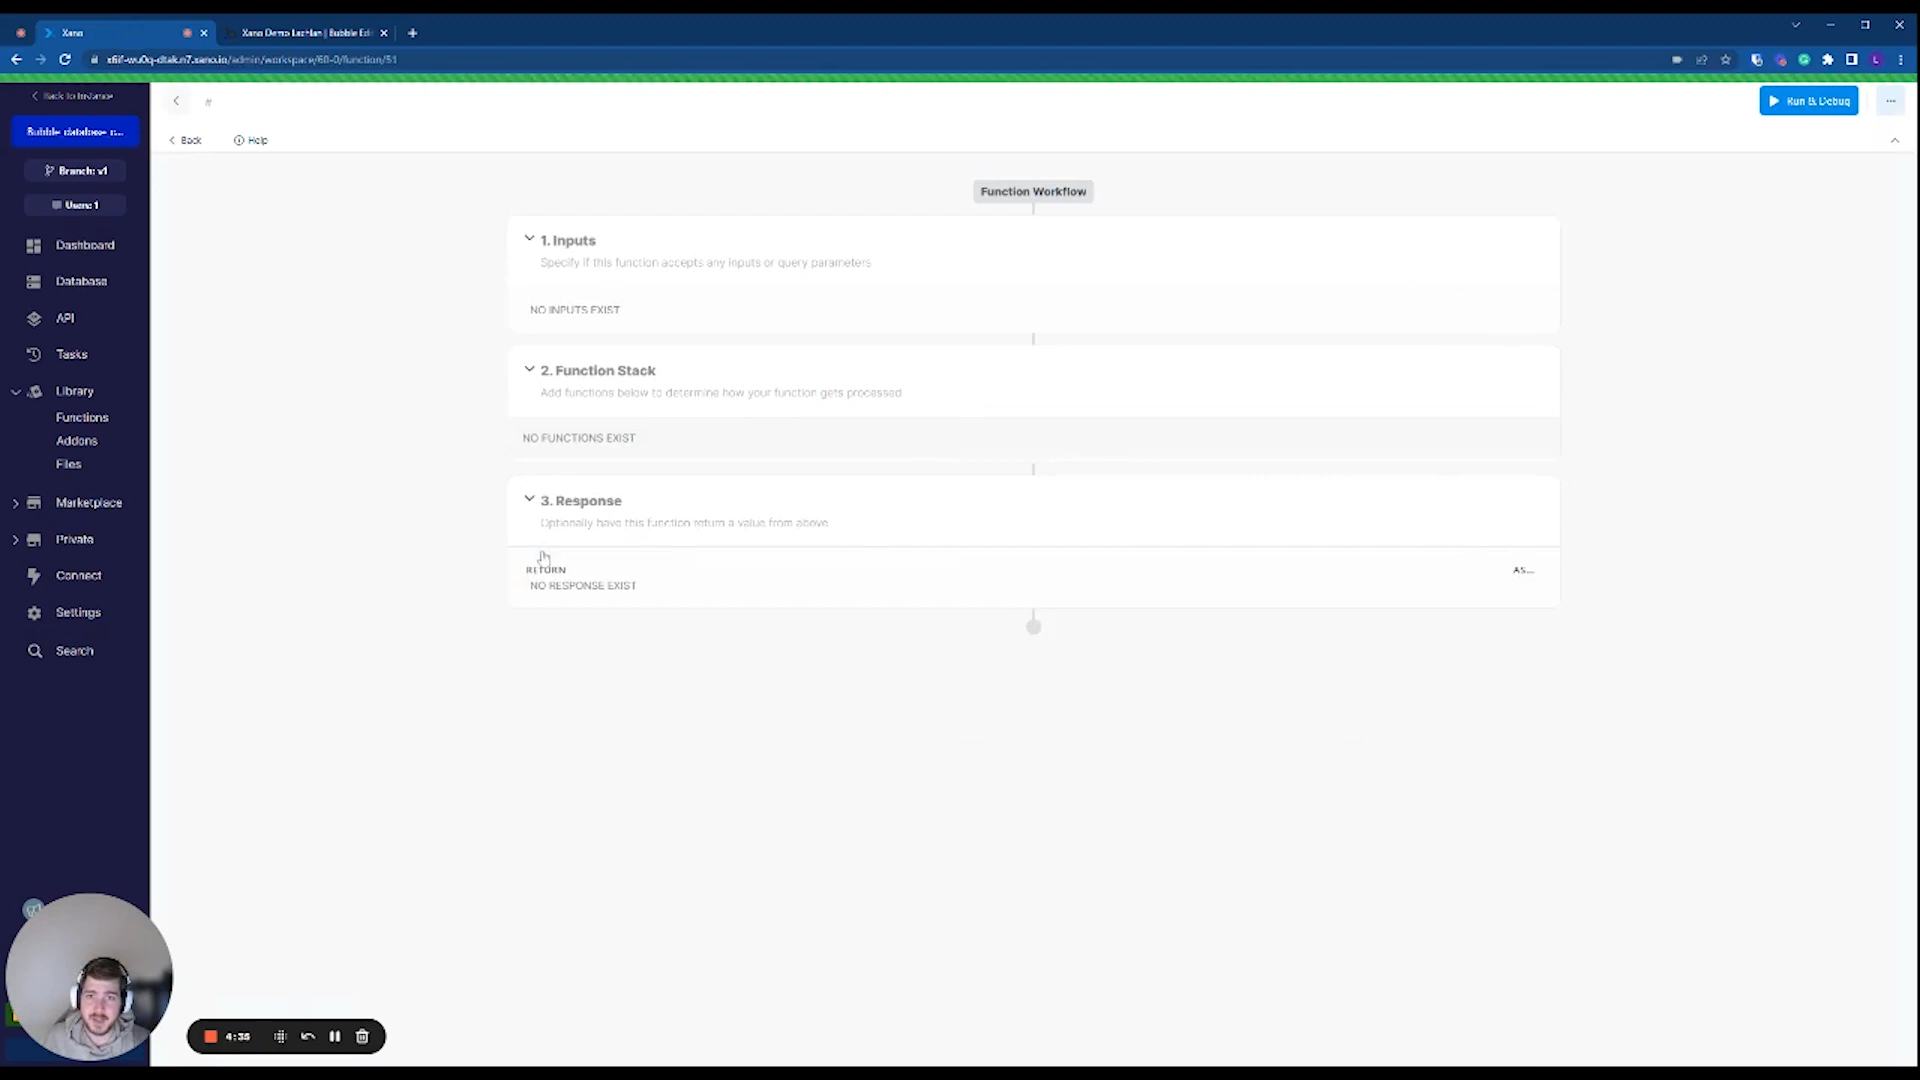 Xano
Xano Demo Lachlan | Bubble Edi
x6if-wu0q-dtak.n7.xano.io/admin/workspace/60-0/function/51
Back to Instance
#
Run & Debug
Bubble database c...
Back
Help
Branch: v1
Users: 1
Dashboard
Database
API
Tasks
Library
Functions
Addons
Files
Marketplace
Private
Connect
Settings
Search
Function Workflow
1. Inputs
Specify if this function accepts any inputs or query parameters
NO INPUTS EXIST
2. Function Stack
Add functions below to determine how your function gets processed
NO FUNCTIONS EXIST
3. Response
Optionally have this function return a value from above
RETURN
AS...
NO RESPONSE EXIST
4:35